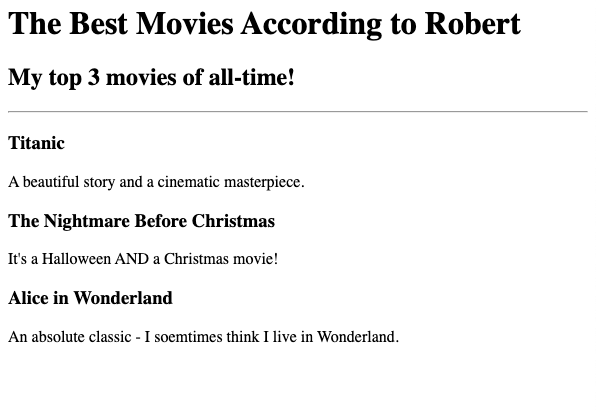 The Best Movies According to Robert
My top 3 movies of all-time!
Titanic
A beautiful story and a cinematic masterpiece.
The Nightmare Before Christmas
It's a Halloween AND a Christmas movie!
Alice in Wonderland
An absolute classic - I soemtimes think I live in Wonderland.